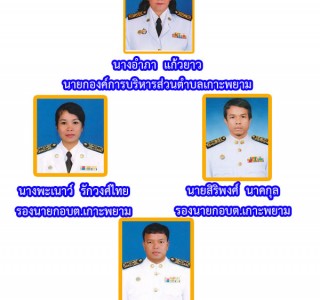 นางอำภา แก้วยาว
นายกองค์การบริหารส่วนตำบลเกาะพยาม
นางพะเนาว์ รักวงศ์ไทย
รองนายกอบต.เกาะพยาม
นายสิริพงศ์ นาคกุล
รองนายกอบต.เกาะพยาม